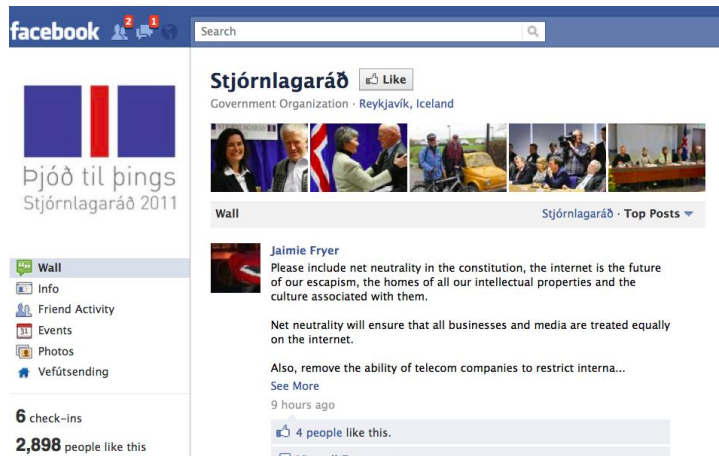 facebook
2
1
Search
Þjóð til þings
Stjórnlagaráð 2011
Wall
Info
Friend Activity
Events
Photos
Vefútsending
6 check-ins
2,898 people like this
Stjórnlagaráð
Like
Government Organization · Reykjavík, Iceland
Wall
Stjórnlagaráð · Top Posts
Jaimie Fryer
Please include net neutrality in the constitution, the internet is the future
of our escapism, the homes of all our intellectual properties and the
culture associated with them.
Net neutrality will ensure that all businesses and media are treated equally
on the internet.
Also, remove the ability of telecom companies to restrict interna...
See More
9 hours ago
4 people like this.